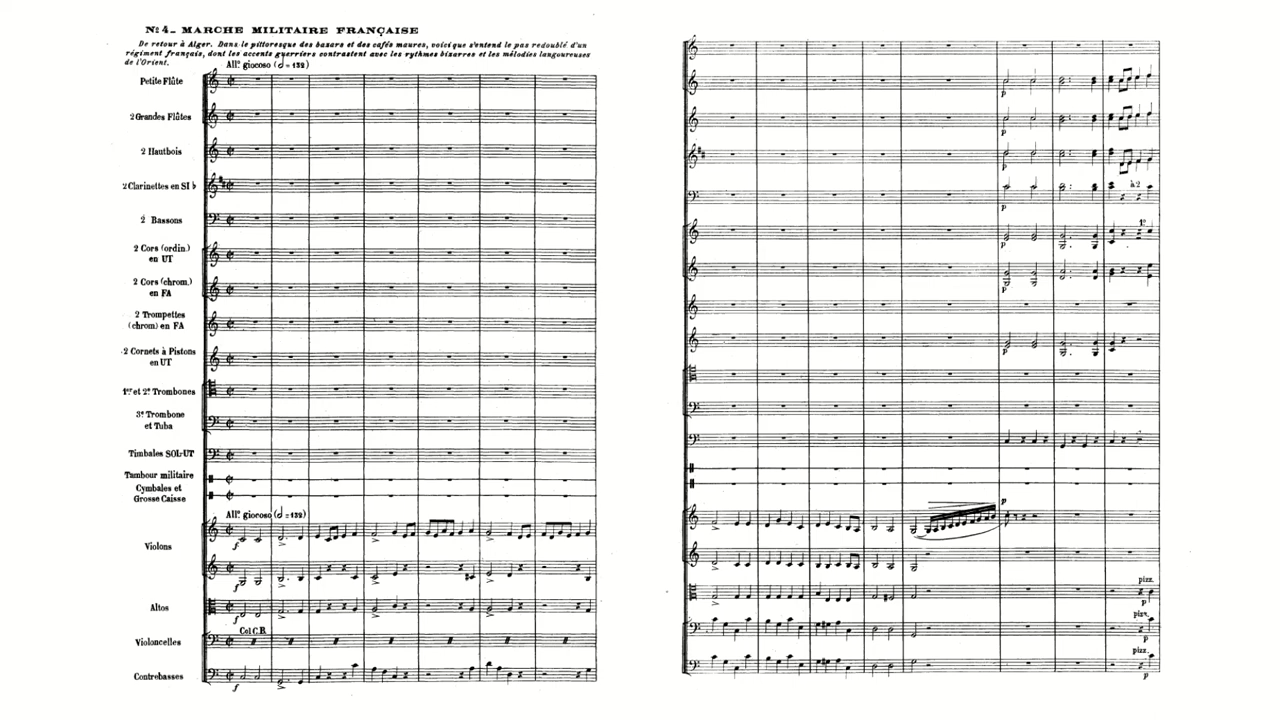 Nº 4_ MARCHE MILITAIRE FRANÇAISE
De retour à Alger. Dans le pittoresque des bazars et des cafés maures, voici que s'entend le pas redoublé d'un
régiment français, dont les accents guerriers contrastent avec les rythmes bizarres et les mélodies langoureuses
de l'Orient.
All.º giocoso (𝅗𝅥 = 132)
Petite Flûte
2 Grandes Flûtes
2 Hautbois
2 Clarinettes en SI ♭
2 Bassons
2 Cors (ordin.)
en UT
2 Cors (chrom.)
en FA
2 Trompettes
(chrom) en FA
2 Cornets à Pistons
en UT
1er et 2e Trombones
3e Trombone
et Tuba
Timbales SOL-UT
Tambour militaire
Cymbales et
Grosse Caisse
All.º giocoso (𝅗𝅥 = 132)
Violons
f
f
Altos
f
Col C.B.
Violoncelles
Contrebasses
f
p
p
p
p
à 2
p
1º
p
p
p
p
pizz.
p
pizz.
p
pizz.
p